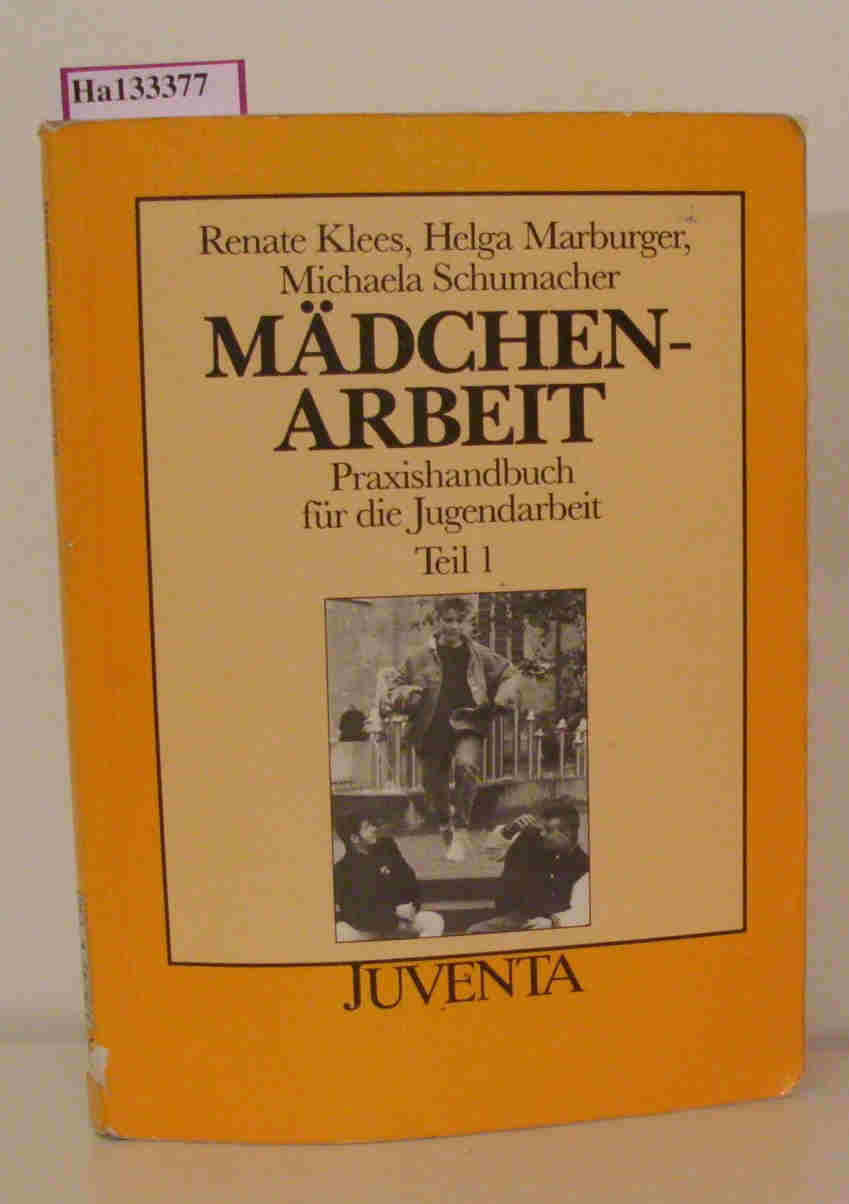 Ha133377
Renate Klees, Helga Marburger,
Michaela Schumacher
MÄDCHEN-
ARBEIT
Praxishandbuch
für die Jugendarbeit
Teil 1
JUVENTA